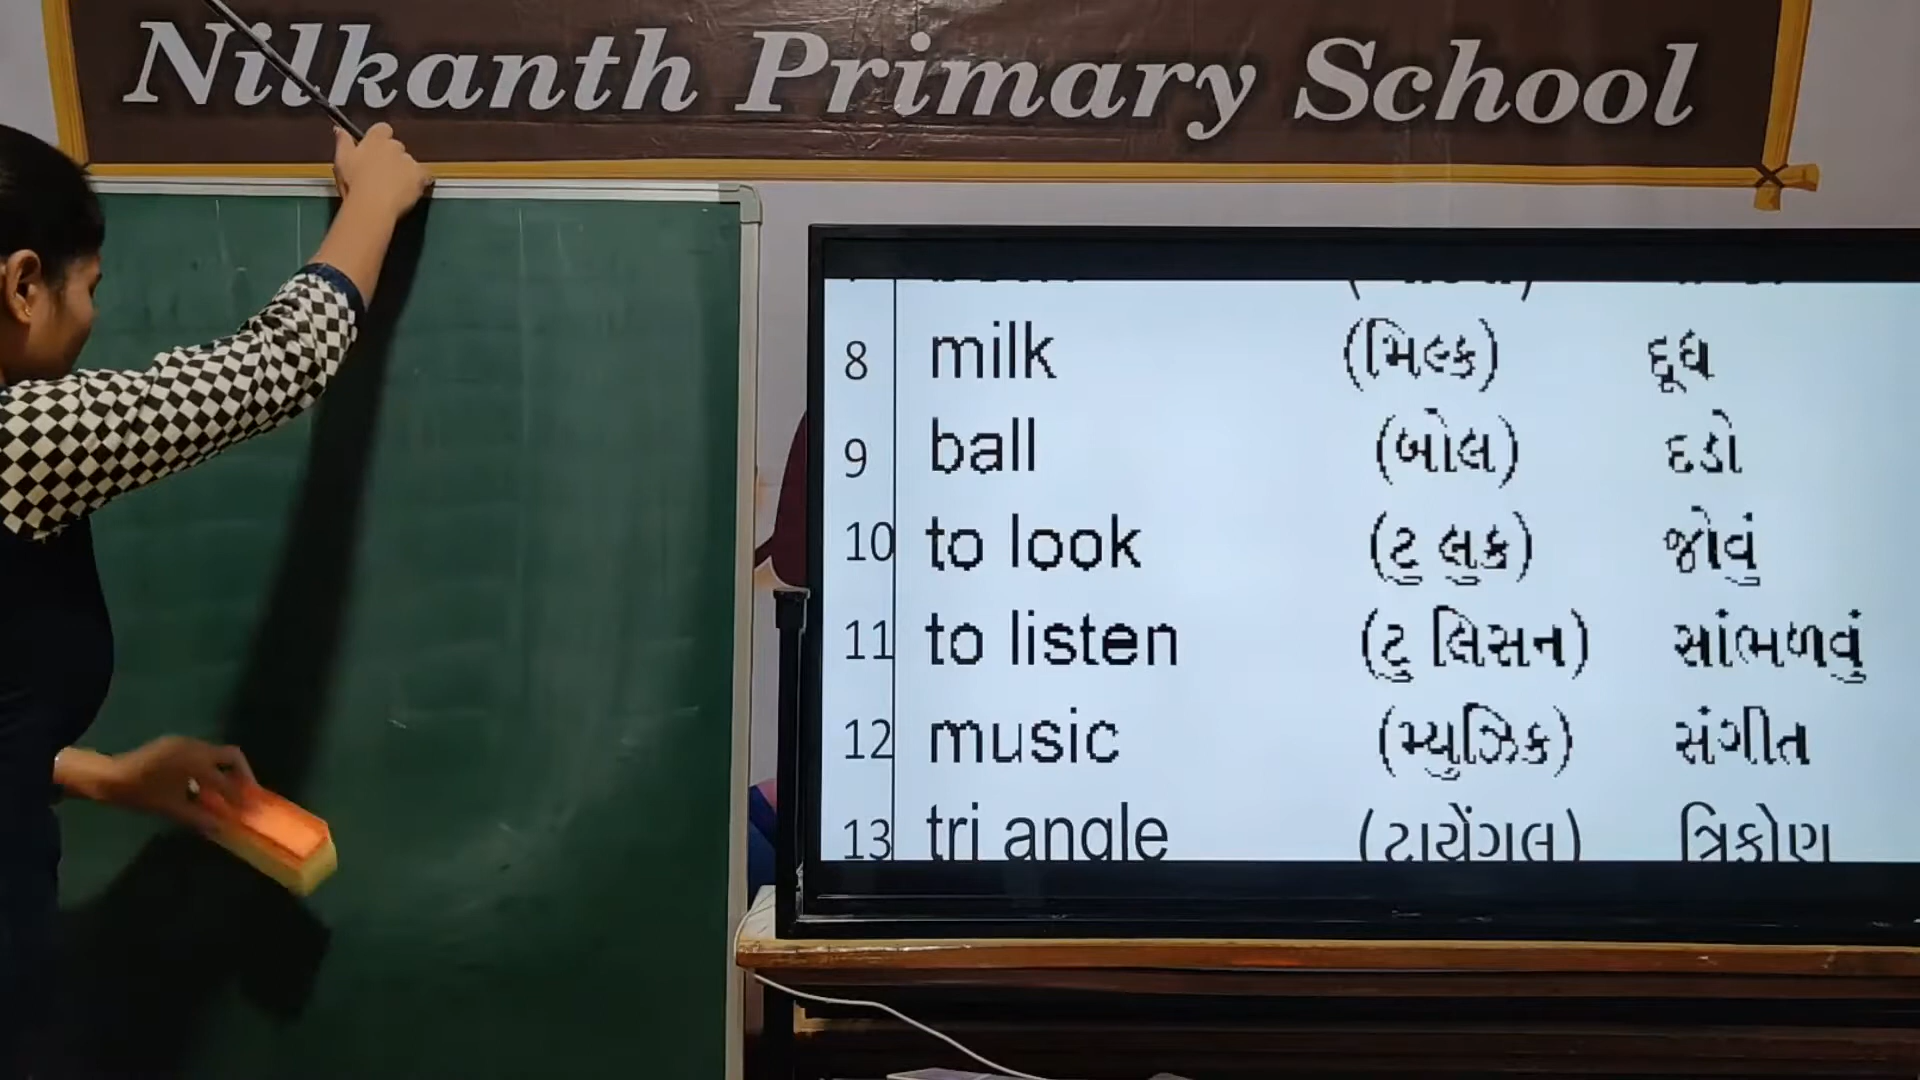 Nilkanth Primary School
8 milk (મિલ્ક) દૂધ
9 ball (બોલ) દડો
10 to look (ટુ લુક) જોવું
11 to listen (ટુ લિસન) સાંભળવું
12 music (મ્યુઝિક) સંગીત
13 tri angle (ટાયેંગલ) ત્રિકોણ